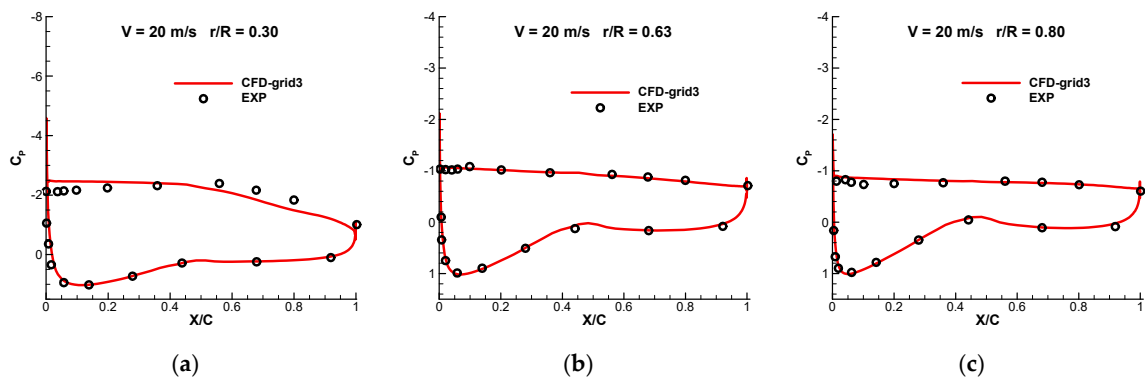 V = 20 m/s r/R = 0.30
CFD-grid3
EXP
-8
-6
-4
-2
0
C_P
0 0.2 0.4 0.6 0.8 1
X/C
(a)
V = 20 m/s r/R = 0.63
CFD-grid3
EXP
-4
-3
-2
-1
0
1
C_P
0 0.2 0.4 0.6 0.8 1
X/C
(b)
V = 20 m/s r/R = 0.80
CFD-grid3
EXP
-4
-3
-2
-1
0
1
C_P
0 0.2 0.4 0.6 0.8 1
X/C
(c)